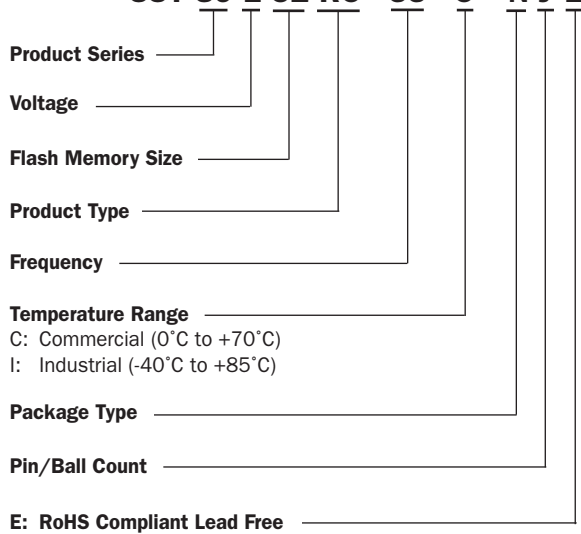 Product Series
Voltage
Flash Memory Size
Product Type
Frequency
Temperature Range
C: Commercial (0˚C to +70˚C)
I: Industrial (-40˚C to +85˚C)
Package Type
Pin/Ball Count
E: RoHS Compliant Lead Free